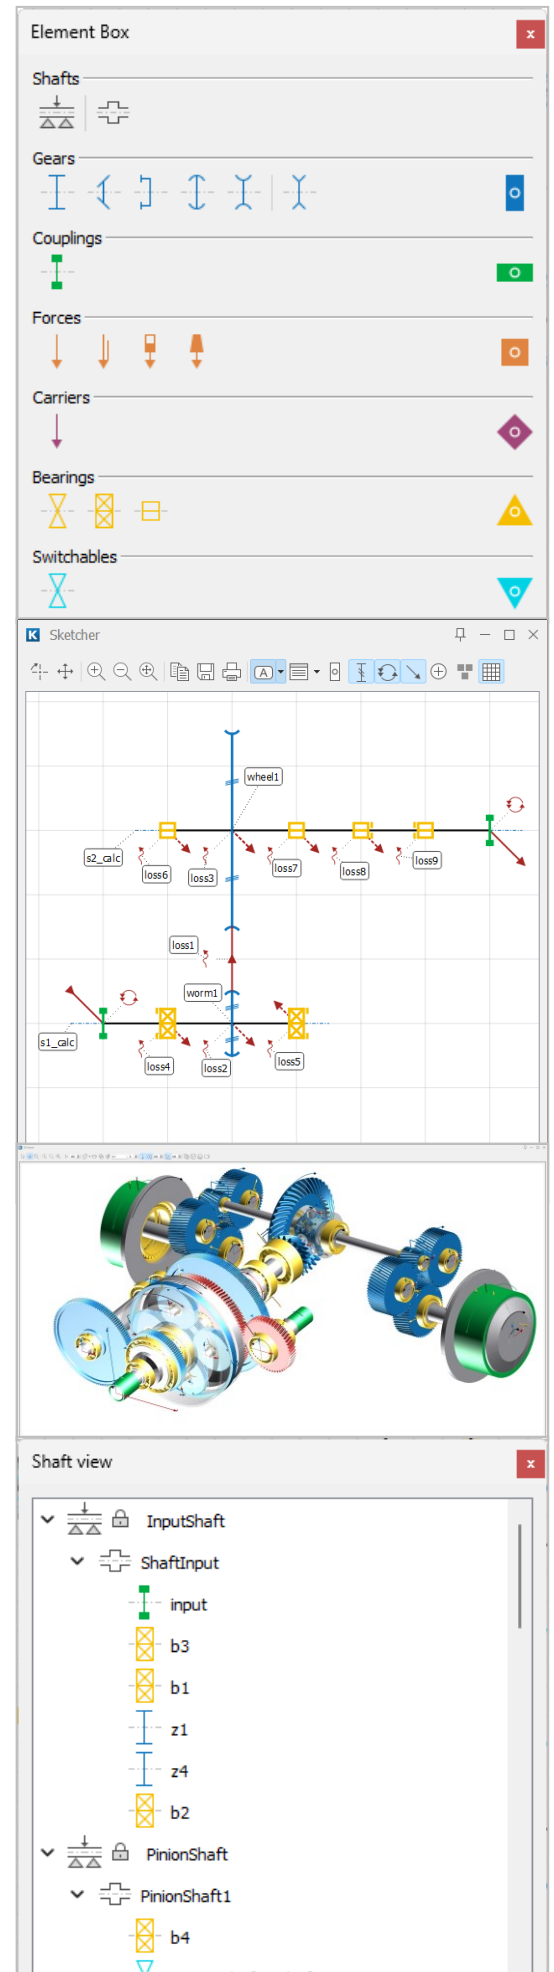 Element Box
x
Shafts
Gears
Couplings
Forces
Carriers
Bearings
Switchables
K Sketcher
A
wheel1
s2_calc
loss6
loss3
loss7
loss8
loss9
loss1
worm1
s1_calc
loss4
loss2
loss5
Shaft view
x
InputShaft
ShaftInput
input
b3
b1
z1
z4
b2
PinionShaft
PinionShaft1
b4